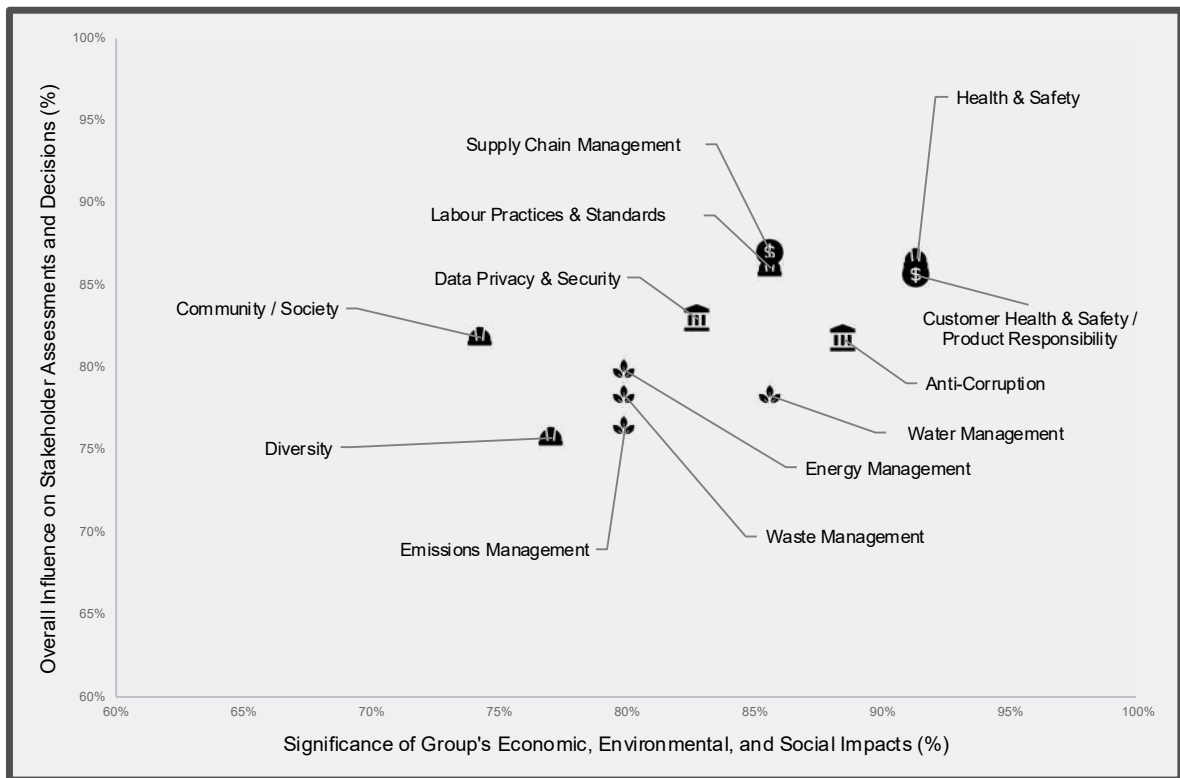 100%
Health & Safety
95%
Supply Chain Management
90%
Labour Practices & Standards
$
$
Data Privacy & Security
85%
Community / Society
Customer Health & Safety /
Product Responsibility
80%
Anti-Corruption
Water Management
75%
Diversity
Energy Management
70%
Waste Management
Emissions Management
65%
60%
60%
65%
70%
75%
80%
85%
90%
95%
100%
Overall Influence on Stakeholder Assessments and Decisions (%)
Significance of Group's Economic, Environmental, and Social Impacts (%)